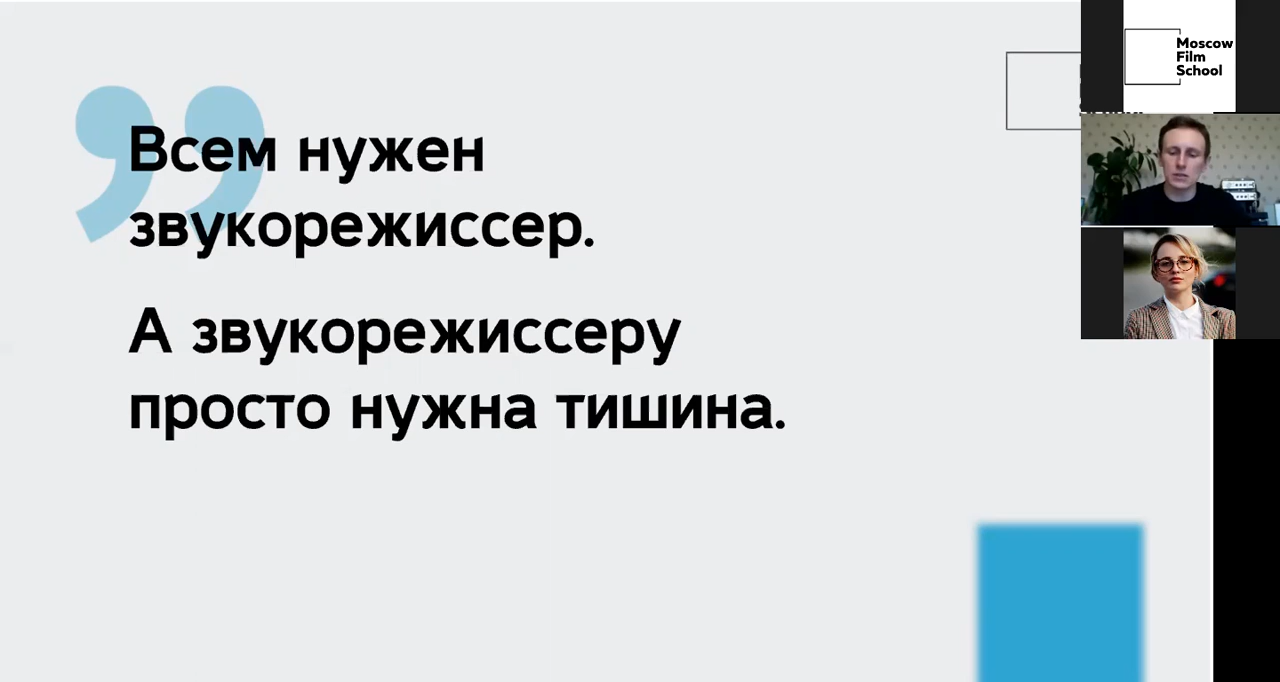 Всем нужен
звукорежиссер.
А звукорежиссеру
просто нужна тишина.
Moscow
Film
School